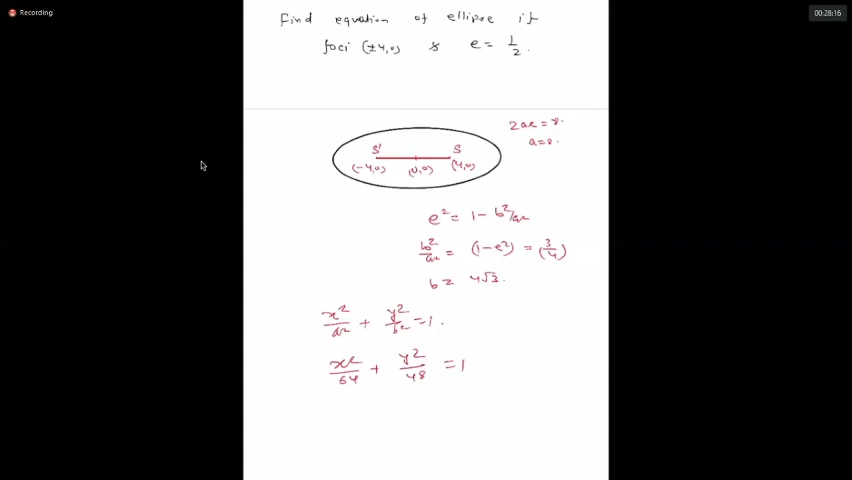 Recording
00:28:16
Find equation of ellipse if
foci (±4,0) & e = 1/2.
2ae = 8.
a = 8.
S' S
(-4,0) (0,0) (4,0)
e² = 1 - b²/a²
b²/a² = (1-e²) = (3/4)
b = 4√3.
x²/a² + y²/b² = 1.
x²/64 + y²/48 = 1